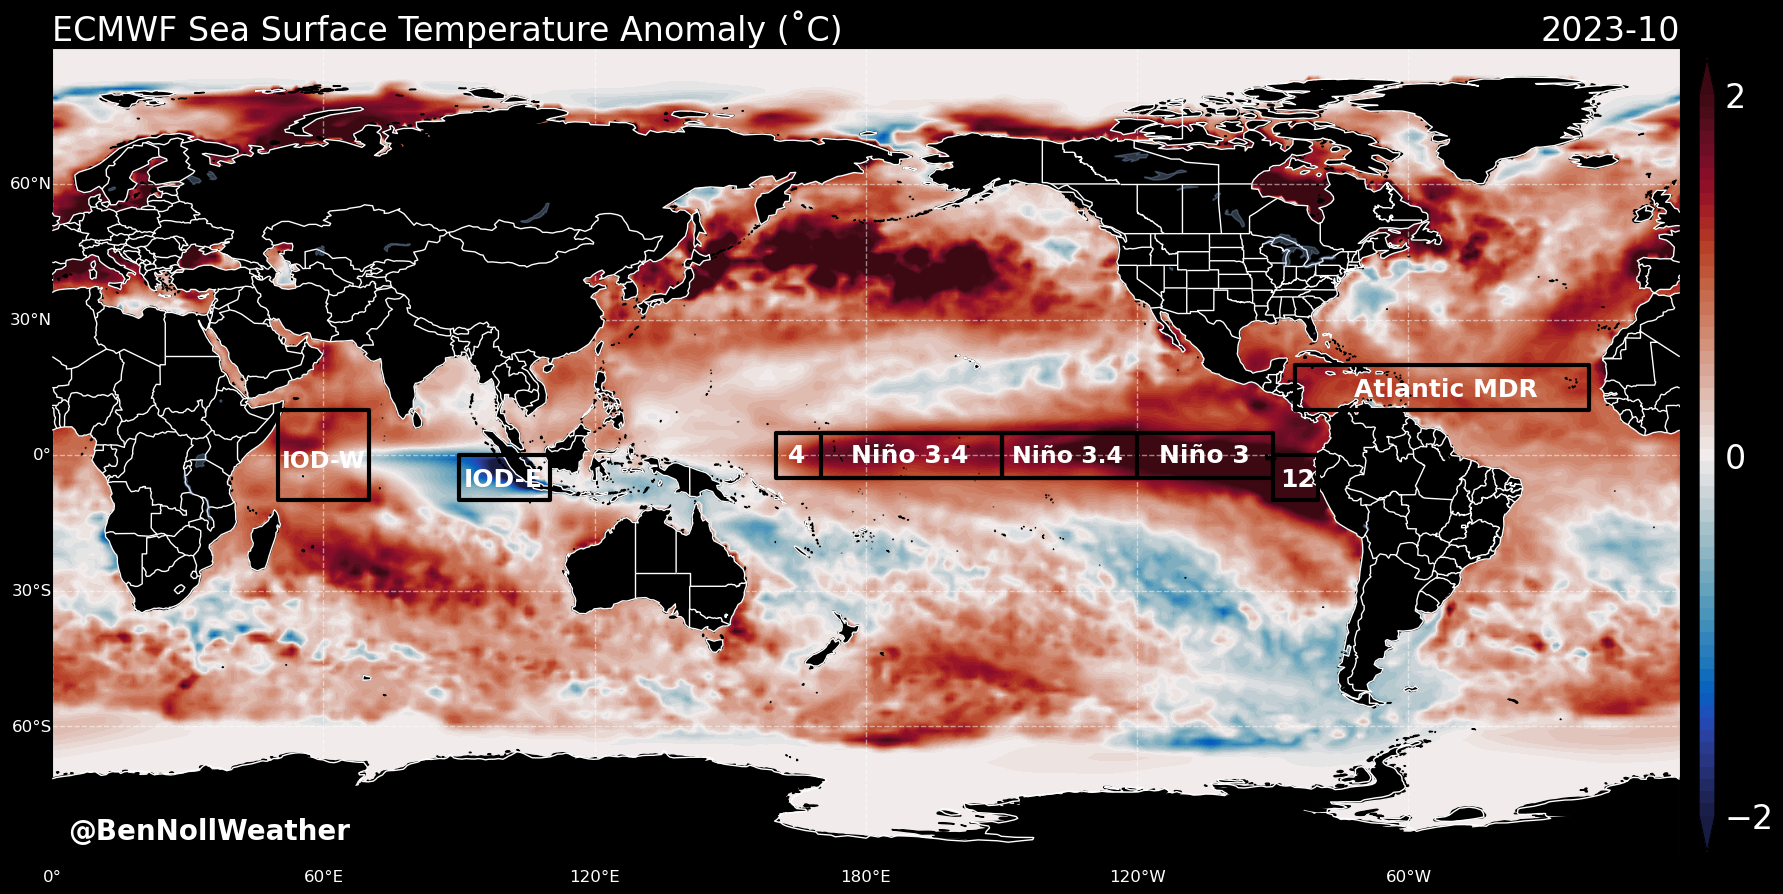 ECMWF Sea Surface Temperature Anomaly (˚C) 2023-10
2
60°N
30°N
Atlantic MDR
0° IOD-W 4 Niño 3.4 Niño 3.4 Niño 3 0
IOD-E 12
30°S
60°S
−2
@BenNollWeather
0° 60°E 120°E 180°E 120°W 60°W